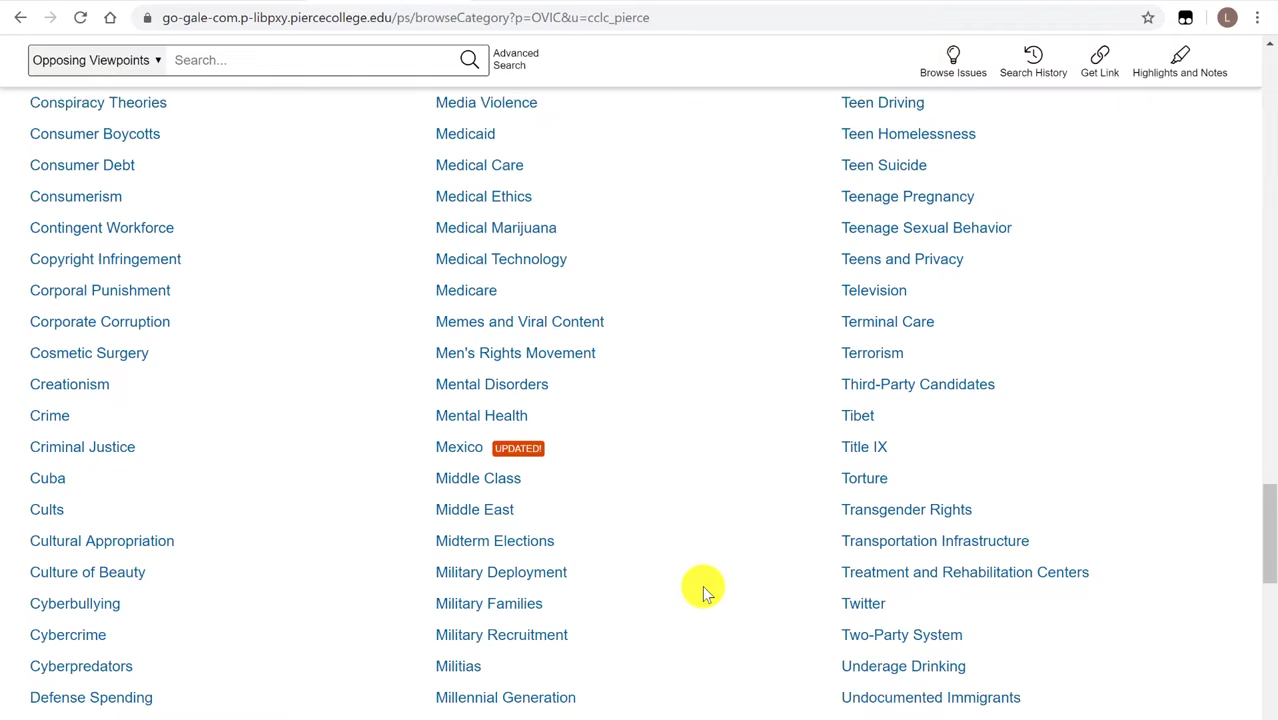 go-gale-com.p-libpxy.piercecollege.edu/ps/browseCategory?p=OVIC&u=cclc_pierce
L
Opposing Viewpoints
Search...
Advanced
Search
Browse Issues
Search History
Get Link
Highlights and Notes
Conspiracy Theories
Consumer Boycotts
Consumer Debt
Consumerism
Contingent Workforce
Copyright Infringement
Corporal Punishment
Corporate Corruption
Cosmetic Surgery
Creationism
Crime
Criminal Justice
Cuba
Cults
Cultural Appropriation
Culture of Beauty
Cyberbullying
Cybercrime
Cyberpredators
Defense Spending
Media Violence
Medicaid
Medical Care
Medical Ethics
Medical Marijuana
Medical Technology
Medicare
Memes and Viral Content
Men's Rights Movement
Mental Disorders
Mental Health
Mexico UPDATED!
Middle Class
Middle East
Midterm Elections
Military Deployment
Military Families
Military Recruitment
Militias
Millennial Generation
Teen Driving
Teen Homelessness
Teen Suicide
Teenage Pregnancy
Teenage Sexual Behavior
Teens and Privacy
Television
Terminal Care
Terrorism
Third-Party Candidates
Tibet
Title IX
Torture
Transgender Rights
Transportation Infrastructure
Treatment and Rehabilitation Centers
Twitter
Two-Party System
Underage Drinking
Undocumented Immigrants